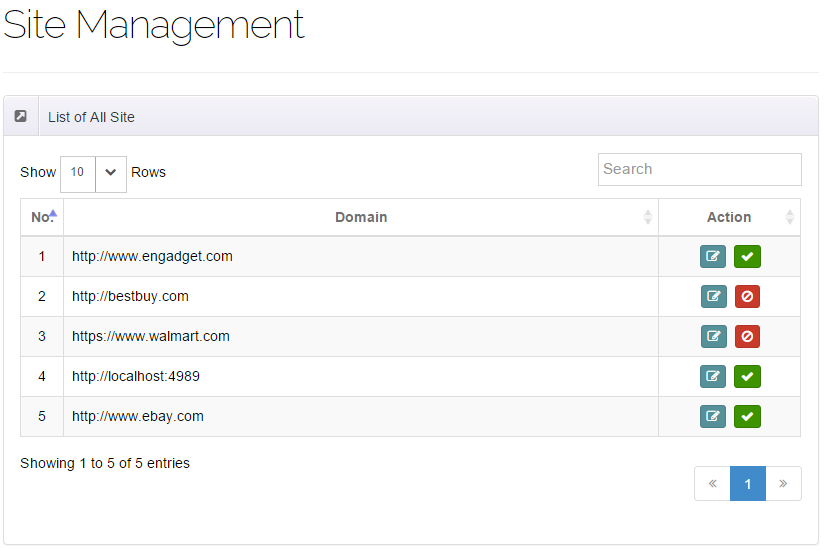 Site Management
List of All Site
Show 10 Rows
Search
No. Domain Action
1 http://www.engadget.com
2 http://bestbuy.com
3 https://www.walmart.com
4 http://localhost:4989
5 http://www.ebay.com
Showing 1 to 5 of 5 entries
« 1 »